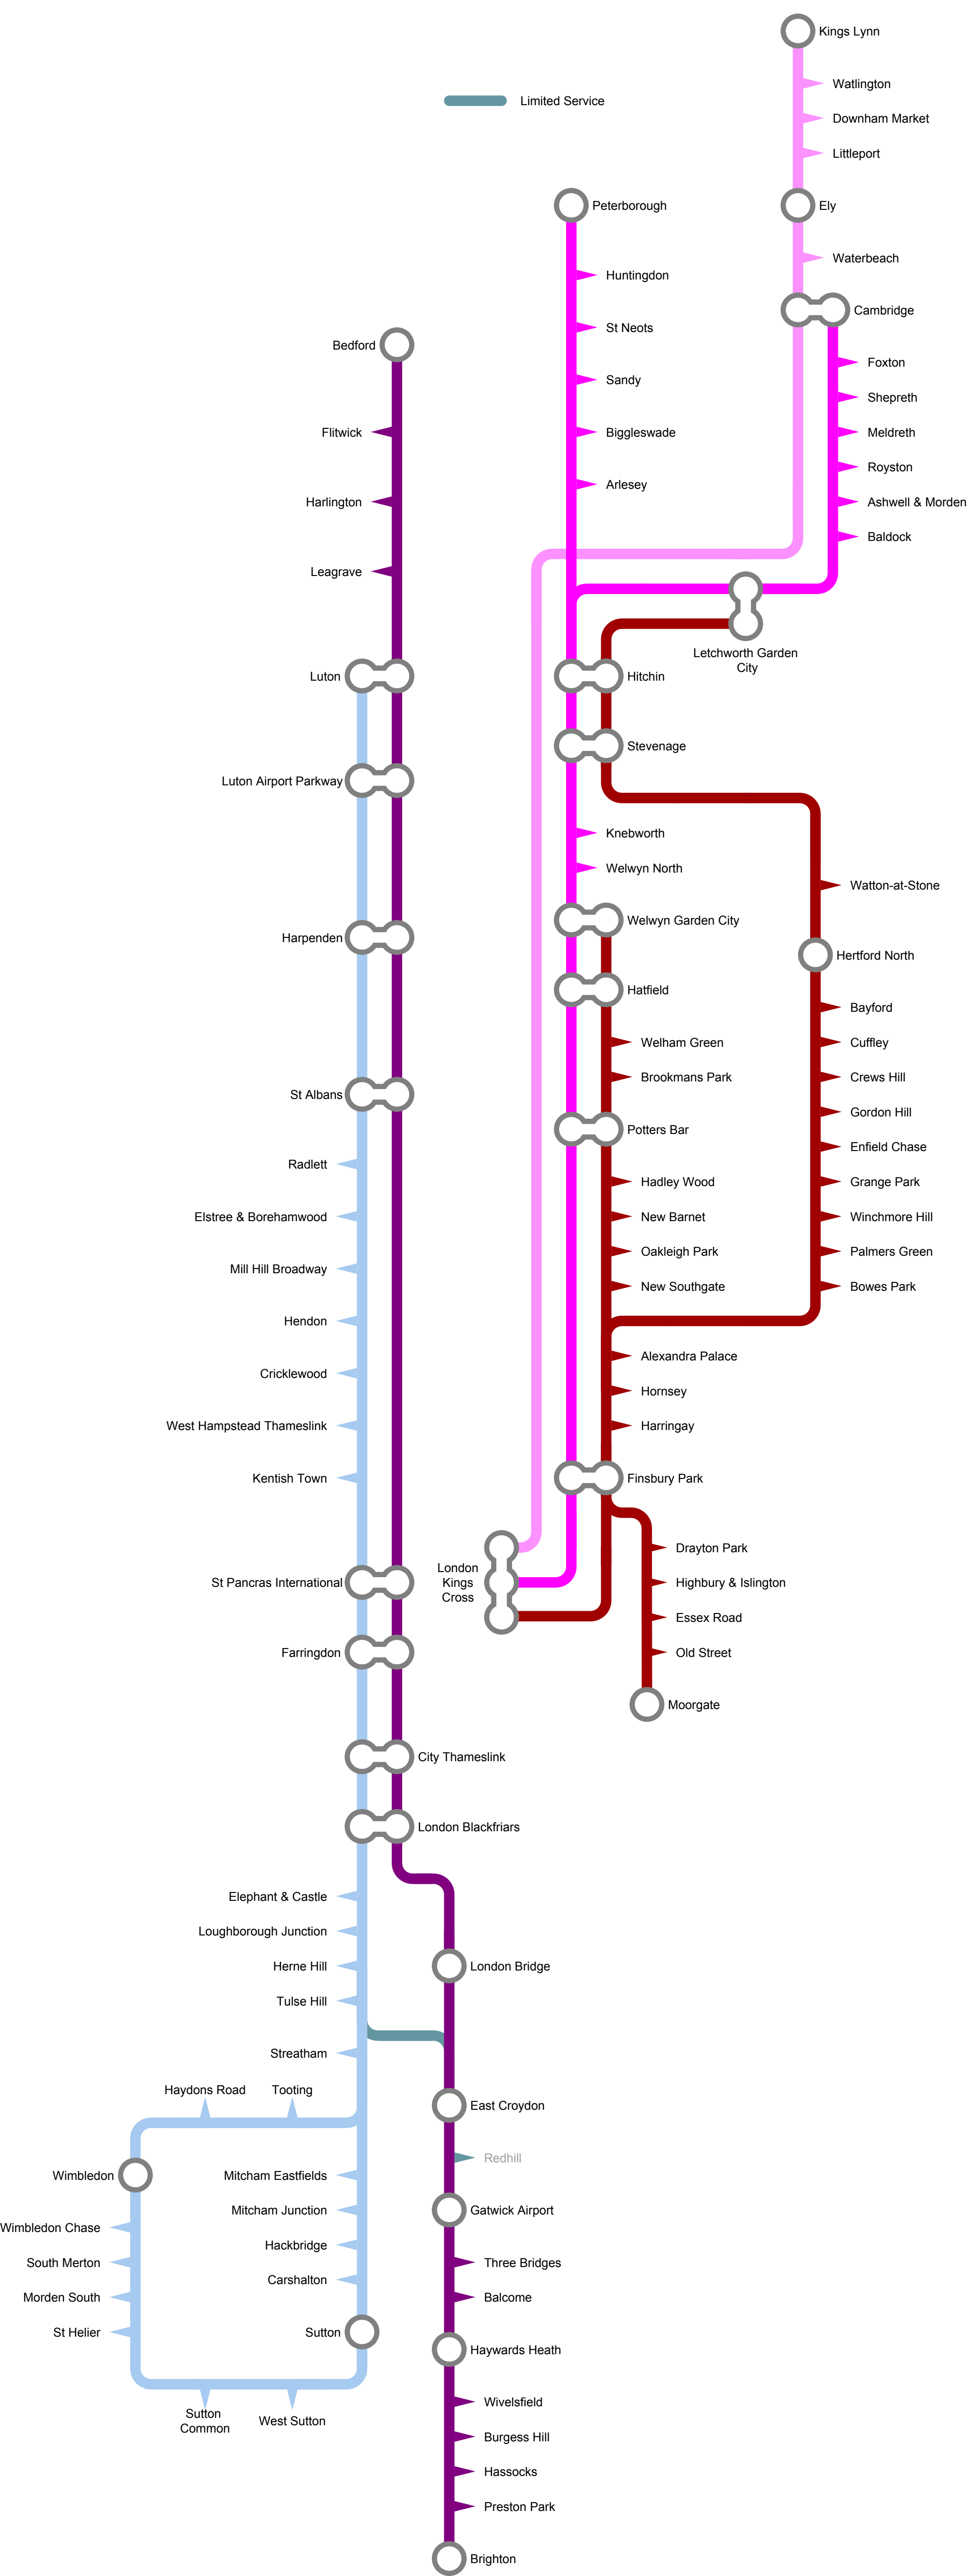 Kings Lynn
Watlington
Limited Service
Downham Market
Littleport
Peterborough
Ely
Waterbeach
Huntingdon
Cambridge
St Neots
Bedford
Foxton
Sandy
Shepreth
Flitwick
Biggleswade
Meldreth
Royston
Arlesey
Harlington
Ashwell & Morden
Baldock
Leagrave
Letchworth Garden
City
Luton
Hitchin
Stevenage
Luton Airport Parkway
Knebworth
Welwyn North
Watton-at-Stone
Welwyn Garden City
Harpenden
Hertford North
Hatfield
Bayford
Welham Green
Cuffley
Brookmans Park
Crews Hill
St Albans
Gordon Hill
Potters Bar
Enfield Chase
Radlett
Hadley Wood
Grange Park
Elstree & Borehamwood
New Barnet
Winchmore Hill
Oakleigh Park
Palmers Green
Mill Hill Broadway
New Southgate
Bowes Park
Hendon
Alexandra Palace
Cricklewood
Hornsey
West Hampstead Thameslink
Harringay
Kentish Town
Finsbury Park
Drayton Park
London
Kings
Cross
St Pancras International
Highbury & Islington
Essex Road
Farringdon
Old Street
Moorgate
City Thameslink
London Blackfriars
Elephant & Castle
Loughborough Junction
Herne Hill
London Bridge
Tulse Hill
Streatham
Haydons Road
Tooting
East Croydon
Redhill
Wimbledon
Mitcham Eastfields
Mitcham Junction
Gatwick Airport
Wimbledon Chase
Hackbridge
South Merton
Three Bridges
Carshalton
Morden South
Balcome
St Helier
Sutton
Haywards Heath
Wivelsfield
Sutton
Common
West Sutton
Burgess Hill
Hassocks
Preston Park
Brighton